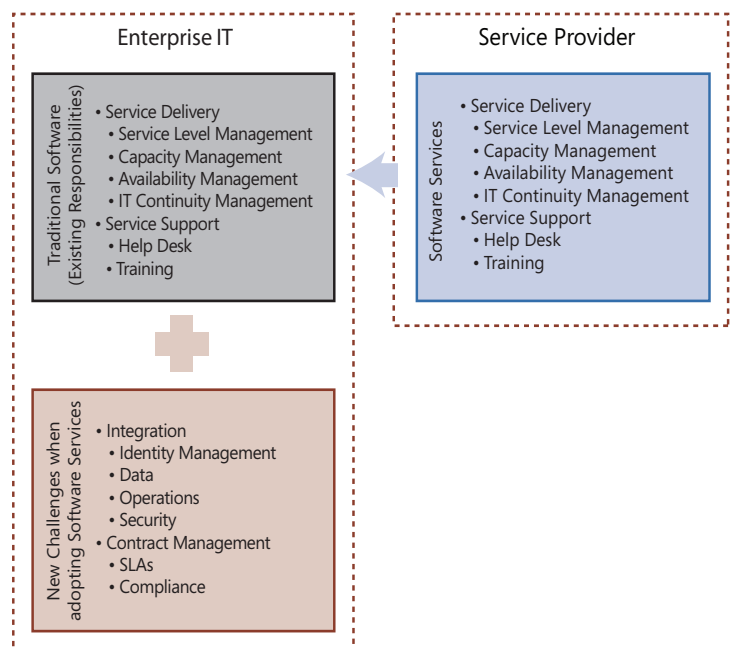 Enterprise IT
Traditional Software
(Existing Responsibilities)
• Service Delivery
• Service Level Management
• Capacity Management
• Availability Management
• IT Continuity Management
• Service Support
• Help Desk
• Training
New Challenges when
adopting Software Services
• Integration
• Identity Management
• Data
• Operations
• Security
• Contract Management
• SLAs
• Compliance
Service Provider
Software Services
• Service Delivery
• Service Level Management
• Capacity Management
• Availability Management
• IT Continuity Management
• Service Support
• Help Desk
• Training